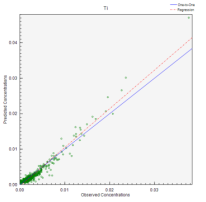 Ti
One-to-One
Regression
0.04
0.03
0.02
0.01
0.00
0.00
0.01
0.02
0.03
Predicted Concentrations
Observed Concentrations